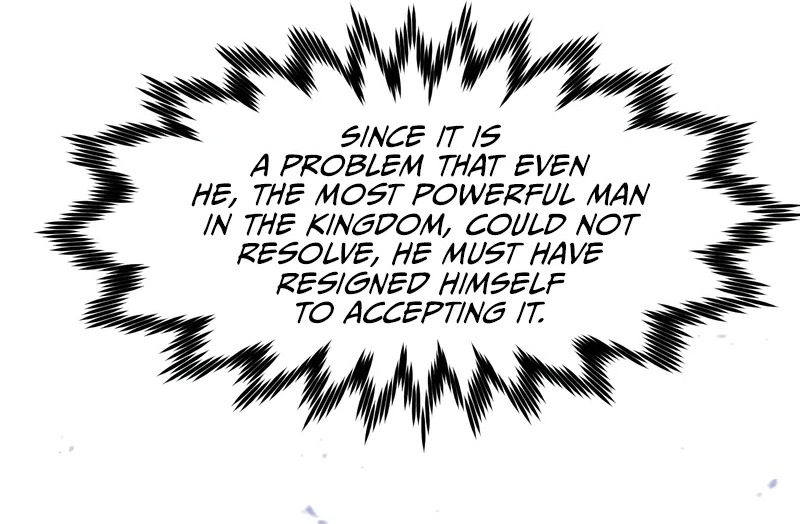 SINCE IT IS
A PROBLEM THAT EVEN
HE, THE MOST POWERFUL MAN
IN THE KINGDOM, COULD NOT
RESOLVE, HE MUST HAVE
RESIGNED HIMSELF
TO ACCEPTING IT.